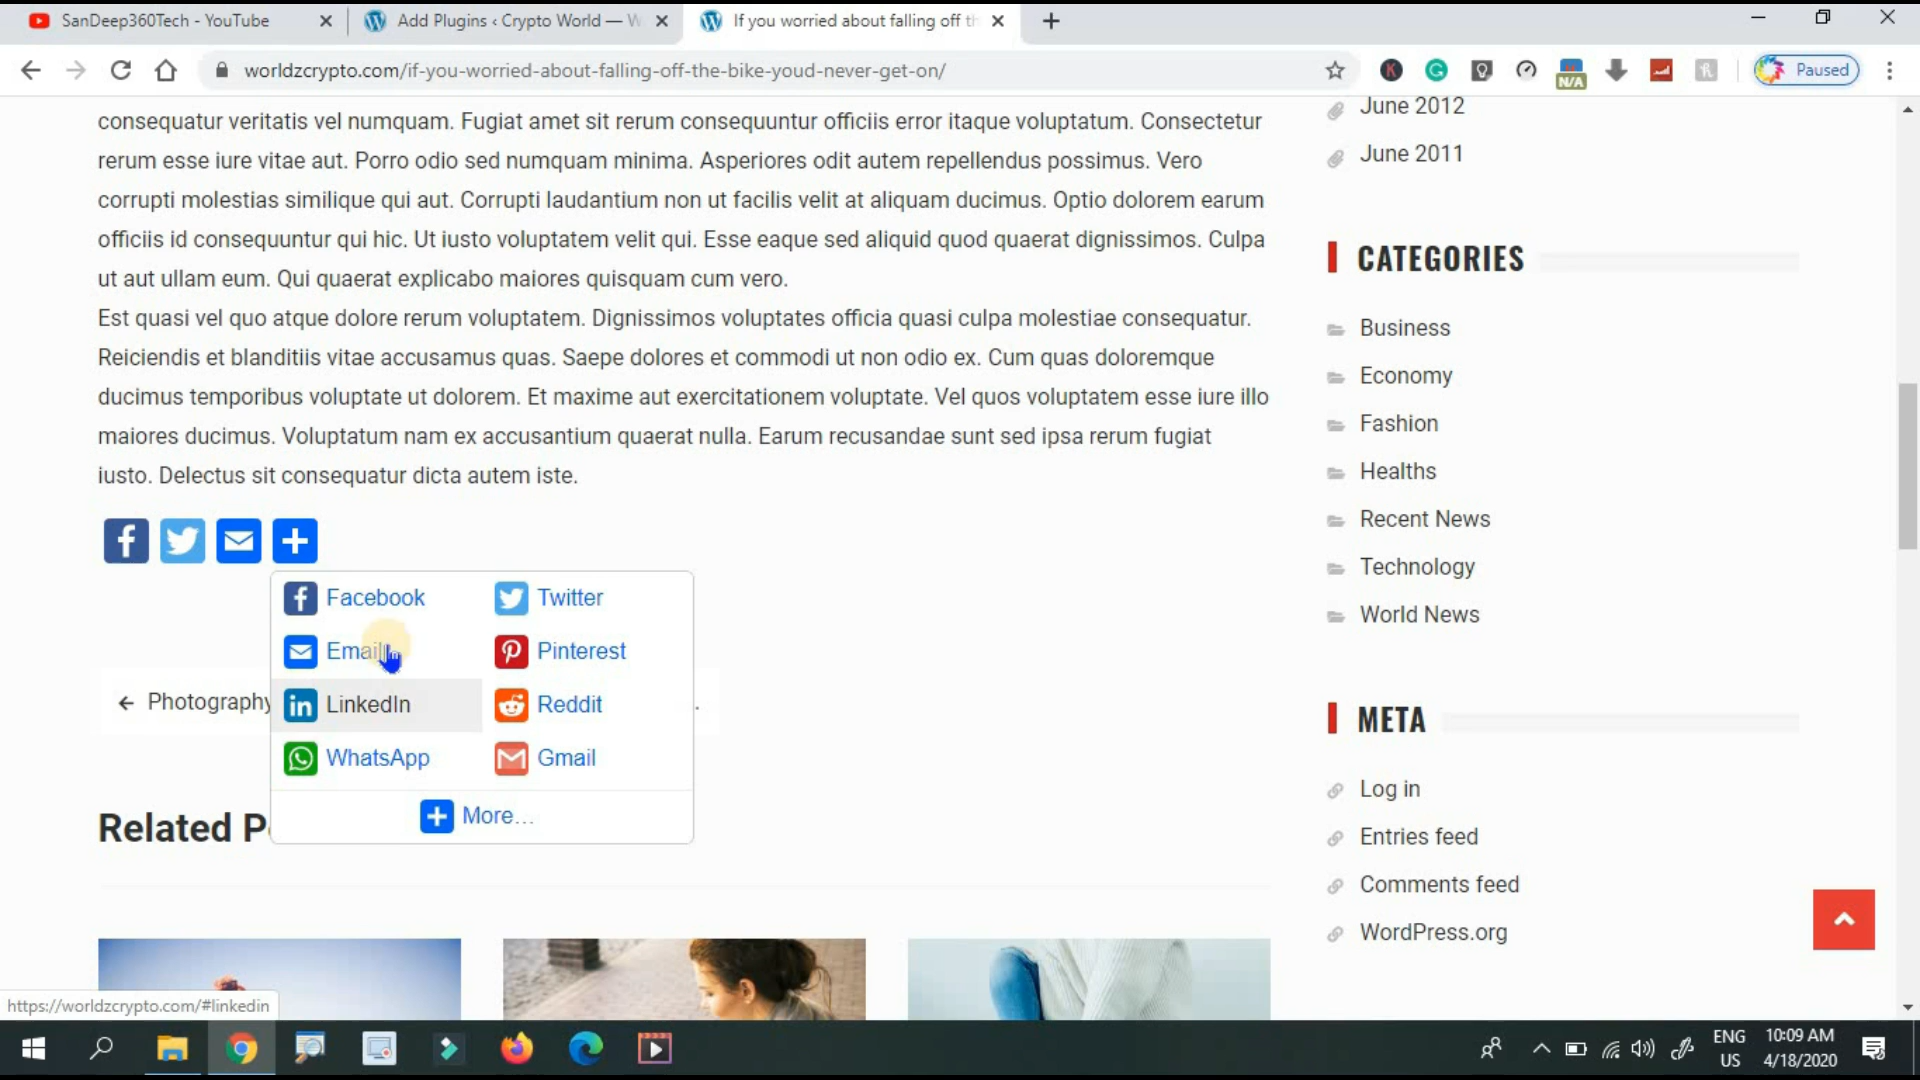 SanDeep360Tech - YouTube
Add Plugins ‹ Crypto World — W
If you worried about falling off th
worldzcrypto.com/if-you-worried-about-falling-off-the-bike-youd-never-get-on/
N/A
Paused
consequatur veritatis vel numquam. Fugiat amet sit rerum consequuntur officiis error itaque voluptatum. Consectetur
rerum esse iure vitae aut. Porro odio sed numquam minima. Asperiores odit autem repellendus possimus. Vero
corrupti molestias similique qui aut. Corrupti laudantium non ut facilis velit at aliquam ducimus. Optio dolorem earum
officiis id consequuntur qui hic. Ut iusto voluptatem velit qui. Esse eaque sed aliquid quod quaerat dignissimos. Culpa
ut aut ullam eum. Qui quaerat explicabo maiores quisquam cum vero.
Est quasi vel quo atque dolore rerum voluptatem. Dignissimos voluptates officia quasi culpa molestiae consequatur.
Reiciendis et blanditiis vitae accusamus quas. Saepe dolores et commodi ut non odio ex. Cum quas doloremque
ducimus temporibus voluptate ut dolorem. Et maxime aut exercitationem voluptate. Vel quos voluptatem esse iure illo
maiores ducimus. Voluptatum nam ex accusantium quaerat nulla. Earum recusandae sunt sed ipsa rerum fugiat
iusto. Delectus sit consequatur dicta autem iste.
Facebook
Twitter
Email
Pinterest
LinkedIn
Reddit
WhatsApp
Gmail
More...
← Photography
.
Related P
June 2012
June 2011
CATEGORIES
Business
Economy
Fashion
Healths
Recent News
Technology
World News
META
Log in
Entries feed
Comments feed
WordPress.org
https://worldzcrypto.com/#linkedin
ENG
US
10:09 AM
4/18/2020